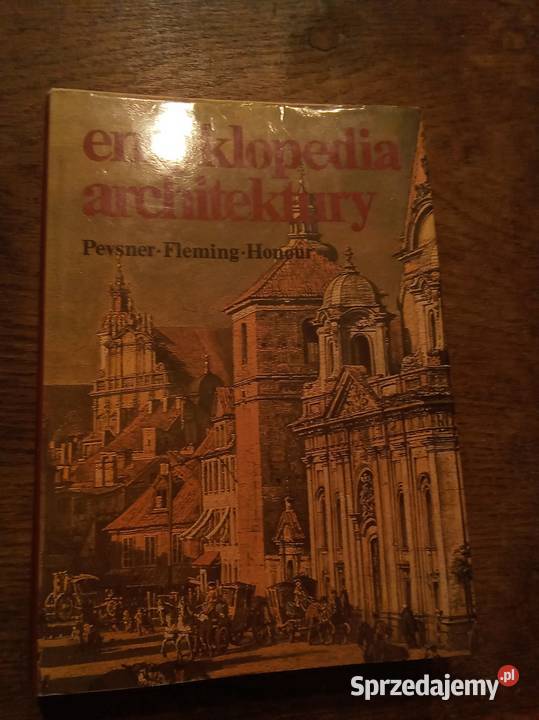 encyklopedia
architektury
Pevsner·Fleming·Honour
Sprzedajemy.pl